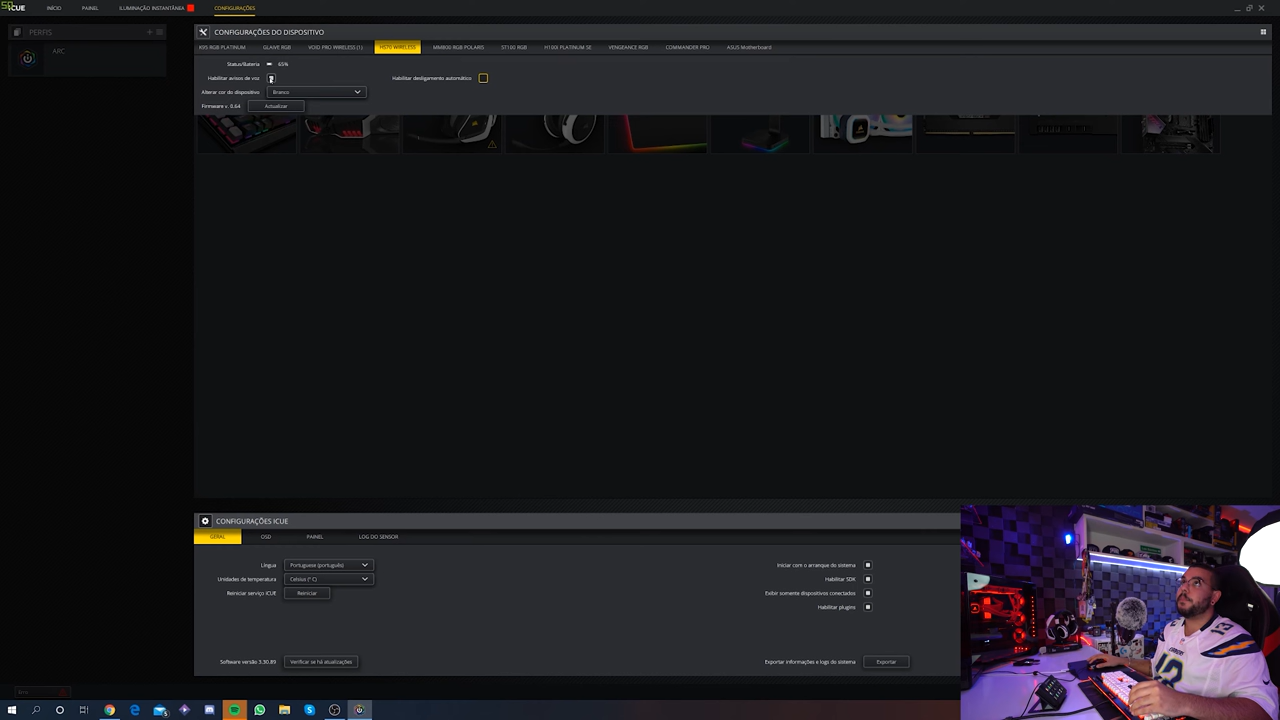 iCUE
INÍCIO
PAINEL
ILUMINAÇÃO INSTANTÂNEA
CONFIGURAÇÕES
PERFIS
ARC
CONFIGURAÇÕES DO DISPOSITIVO
K95 RGB PLATINUM
GLAIVE RGB
VOID PRO WIRELESS (1)
HS70 WIRELESS
MM800 RGB POLARIS
ST100 RGB
H100I PLATINUM SE
VENGEANCE RGB
COMMANDER PRO
ASUS Motherboard
Status/Bateria 65%
Habilitar avisos de voz
Habilitar desligamento automático
Alterar cor do dispositivo Branco
Firmware v. 0.64 Actualizar
CONFIGURAÇÕES ICUE
GERAL
OSD
PAINEL
LOG DO SENSOR
Língua Portuguese (português)
Unidades de temperatura Celsius (° C)
Reiniciar serviço iCUE Reiniciar
Iniciar com o arranque do sistema
Habilitar SDK
Exibir somente dispositivos conectados
Habilitar plugins
Software versão 3.30.89 Verificar se há atualizações
Exportar informações e logs do sistema Exportar